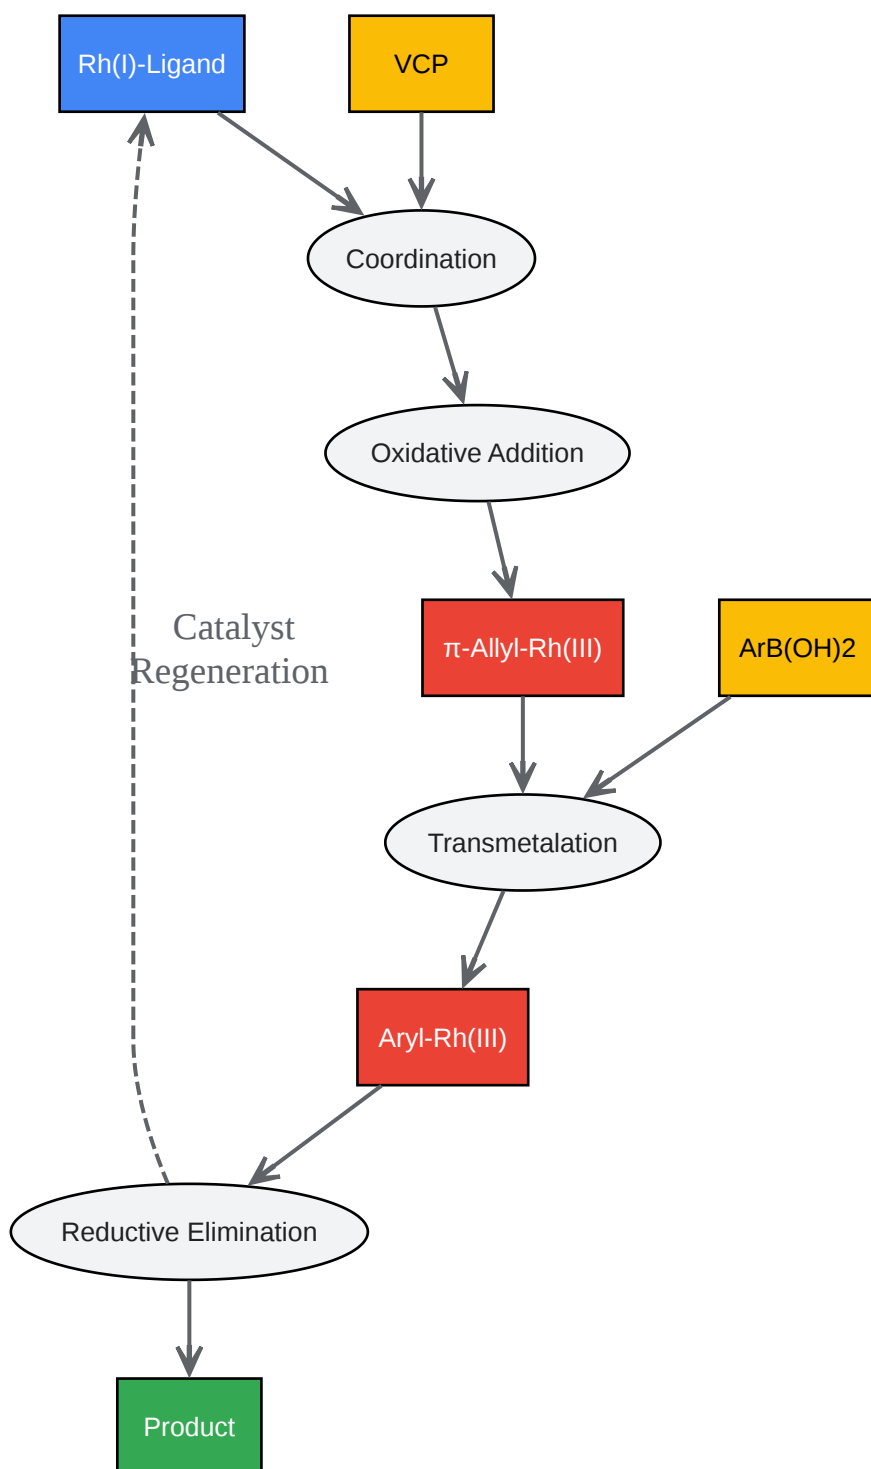 Rh(I)-Ligand
VCP
Coordination
Oxidative Addition
Catalyst
Regeneration
π-Allyl-Rh(III)
ArB(OH)2
Transmetalation
Aryl-Rh(III)
Reductive Elimination
Product